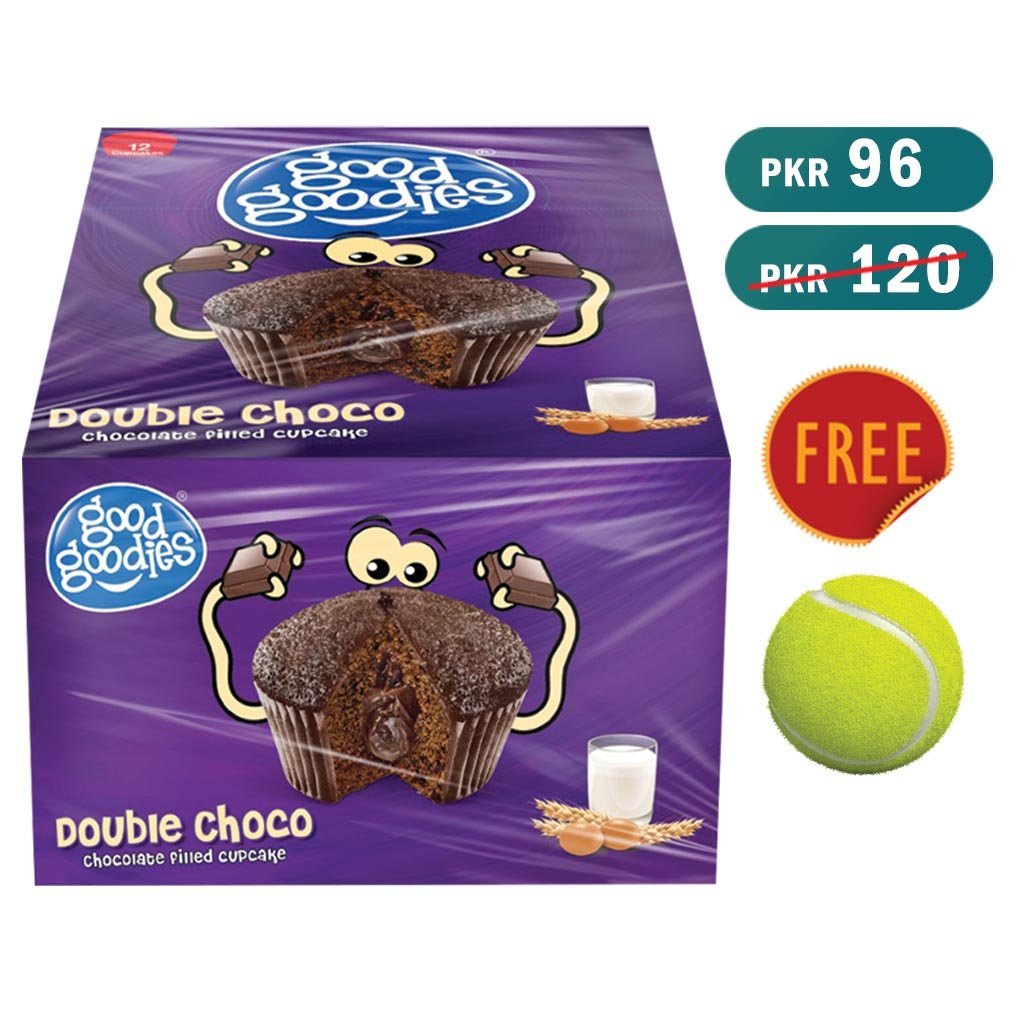 12
Cupcakes
good
goodies
Double Choco
chocolate filled cupcake
good
goodies
Double Choco
chocolate filled cupcake
PKR 96
PKR 120
FREE